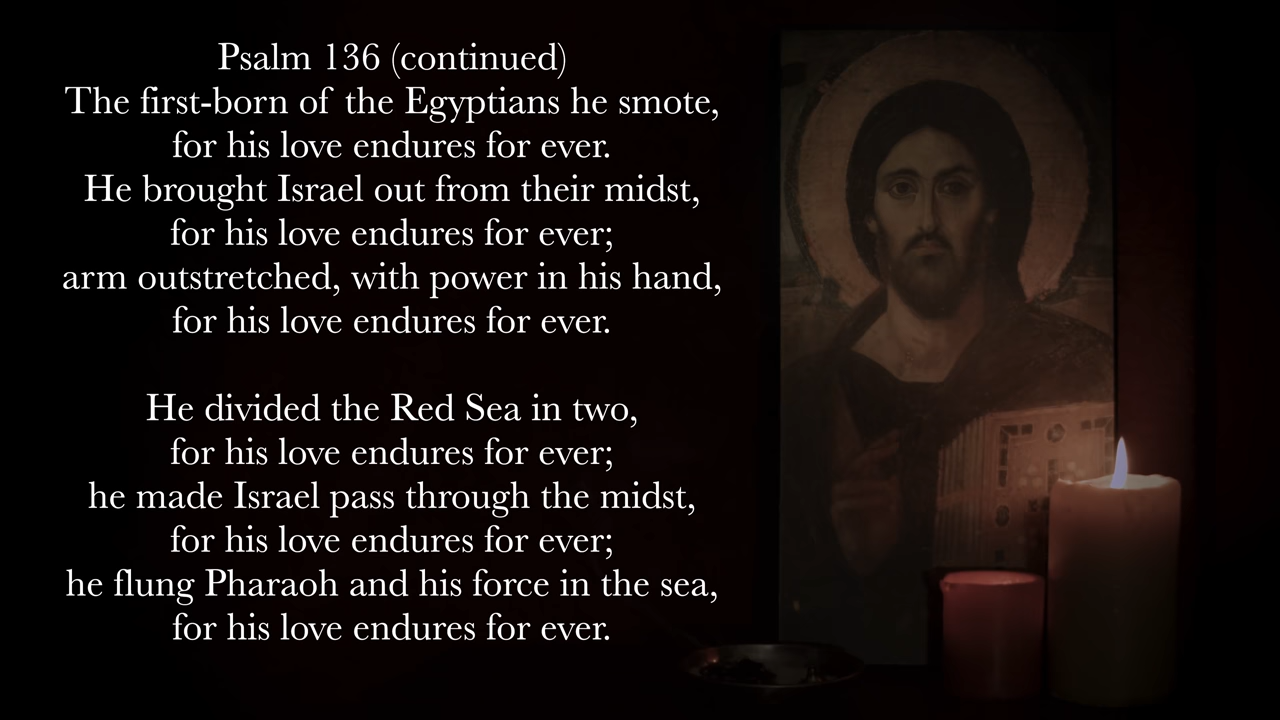 Psalm 136 (continued)
The first-born of the Egyptians he smote,
for his love endures for ever.
He brought Israel out from their midst,
for his love endures for ever;
arm outstretched, with power in his hand,
for his love endures for ever.
He divided the Red Sea in two,
for his love endures for ever;
he made Israel pass through the midst,
for his love endures for ever;
he flung Pharaoh and his force in the sea,
for his love endures for ever.